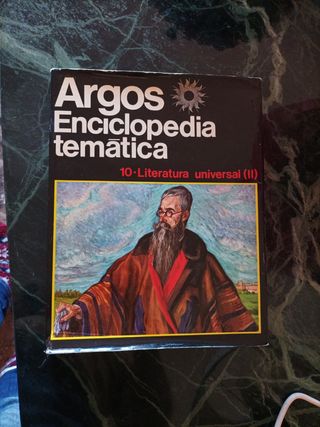 Argos
Enciclopedia
temática
10·Literatura universal (II)